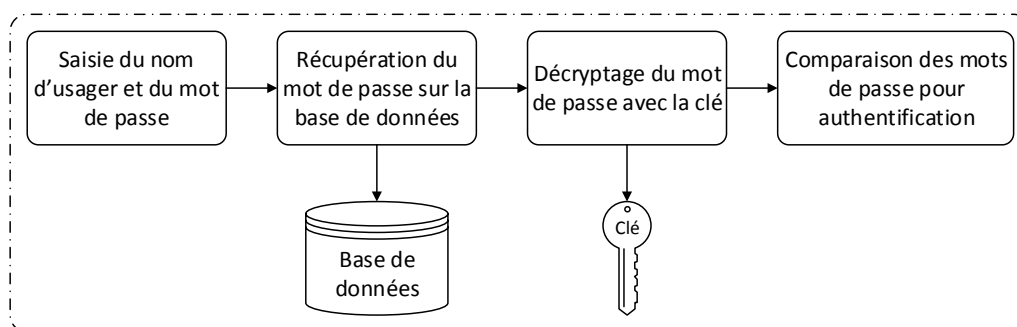 Saisie du nom
d'usager et du mot
de passe
Récupération du
mot de passe sur la
base de données
Décryptage du mot
de passe avec la clé
Comparaison des mots
de passe pour
authentification
Base de
données
Clé